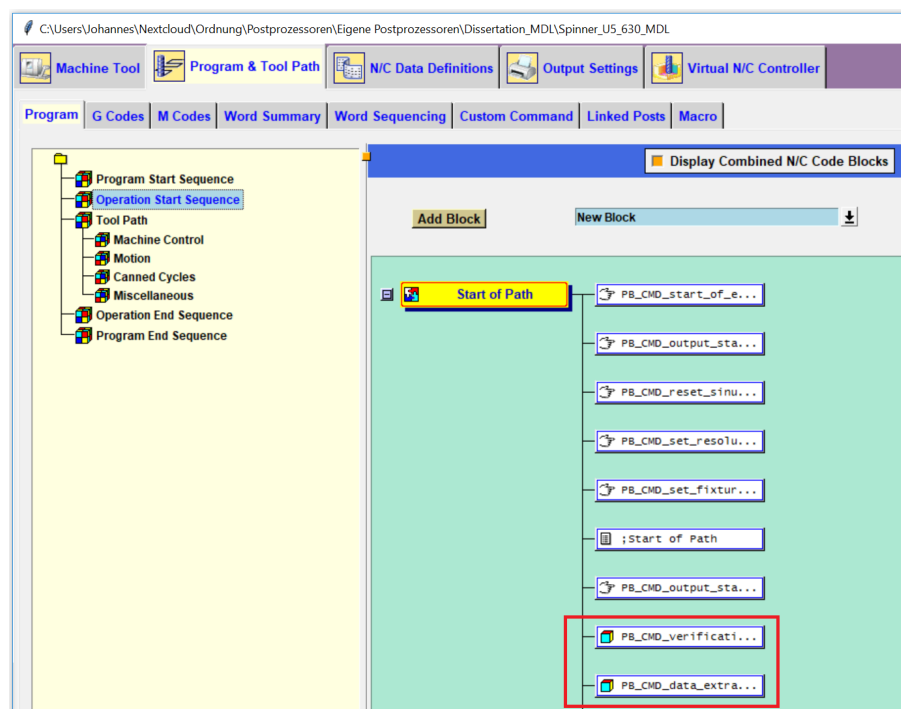 C:\Users\Johannes\Nextcloud\Ordnung\Postprozessoren\Eigene Postprozessoren\Dissertation_MDL\Spinner_U5_630_MDL
Machine Tool
Program & Tool Path
N/C Data Definitions
Output Settings
Virtual N/C Controller
Program
G Codes
M Codes
Word Summary
Word Sequencing
Custom Command
Linked Posts
Macro
Display Combined N/C Code Blocks
Program Start Sequence
Operation Start Sequence
Tool Path
Machine Control
Motion
Canned Cycles
Miscellaneous
Operation End Sequence
Program End Sequence
Add Block
New Block
Start of Path
PB_CMD_start_of_e...
PB_CMD_output_sta...
PB_CMD_reset_sinu...
PB_CMD_set_resolu...
PB_CMD_set_fixtur...
;Start of Path
PB_CMD_output_sta...
PB_CMD_verificati...
PB_CMD_data_extra...